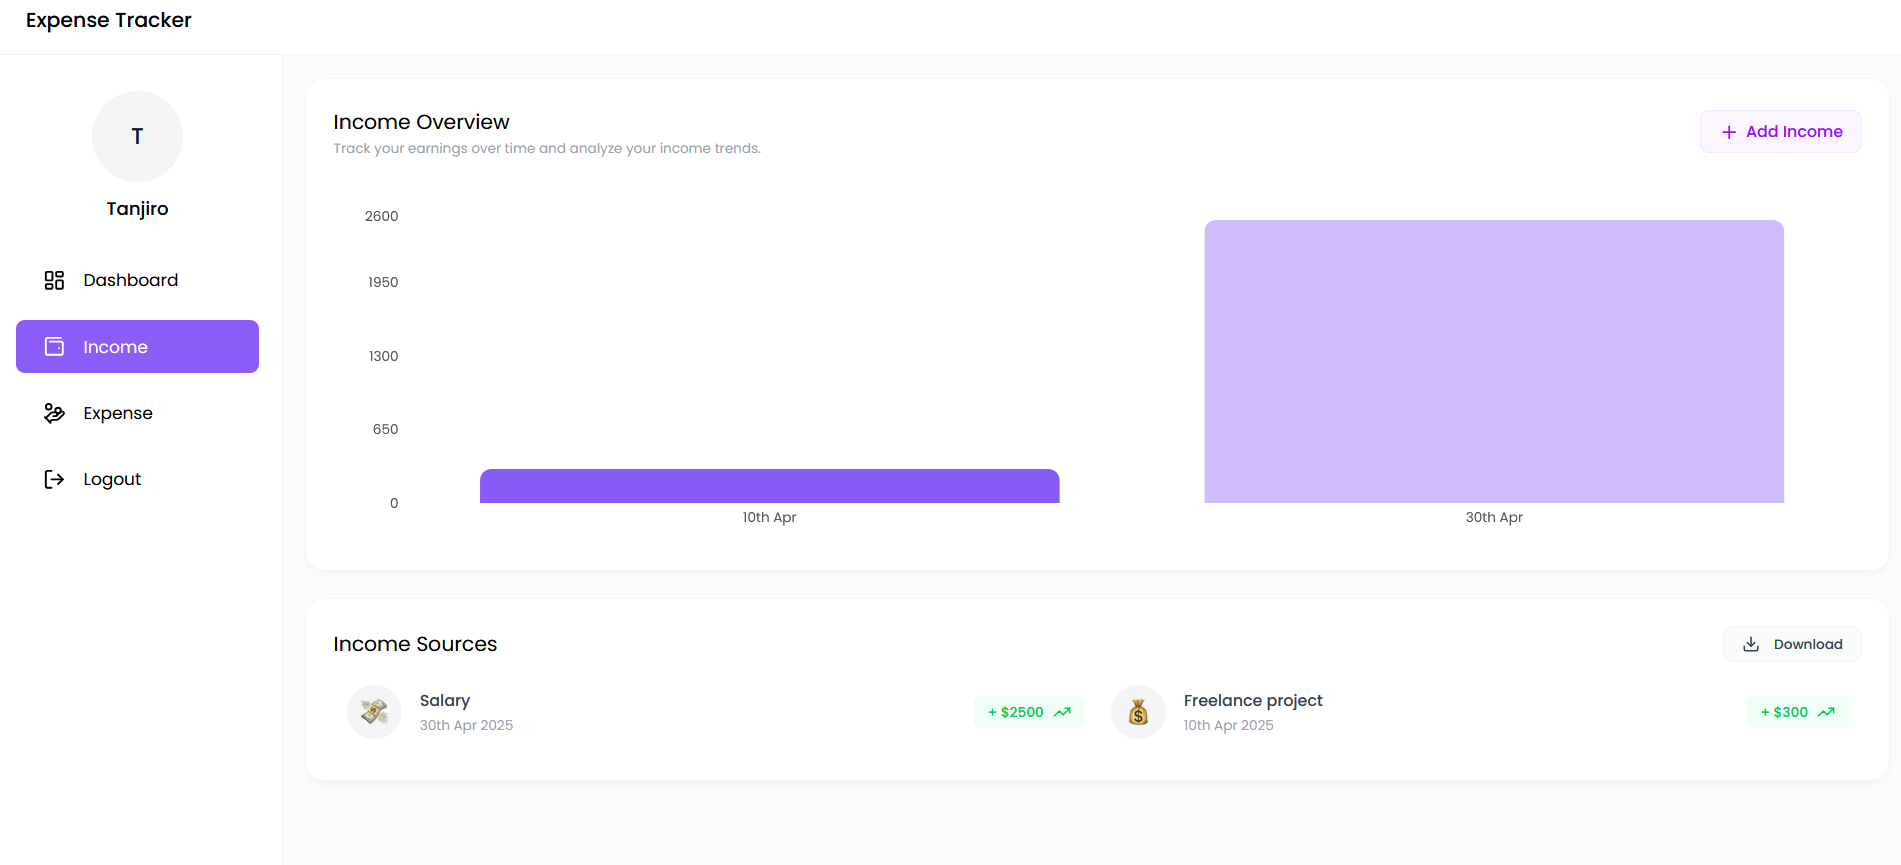 Expense Tracker
T
Tanjiro
Dashboard
Income
Expense
Logout
Income Overview
Track your earnings over time and analyze your income trends.
+ Add Income
2600
1950
1300
650
0
10th Apr
30th Apr
Income Sources
Download
Salary
30th Apr 2025
+ $2500
Freelance project
10th Apr 2025
+ $300